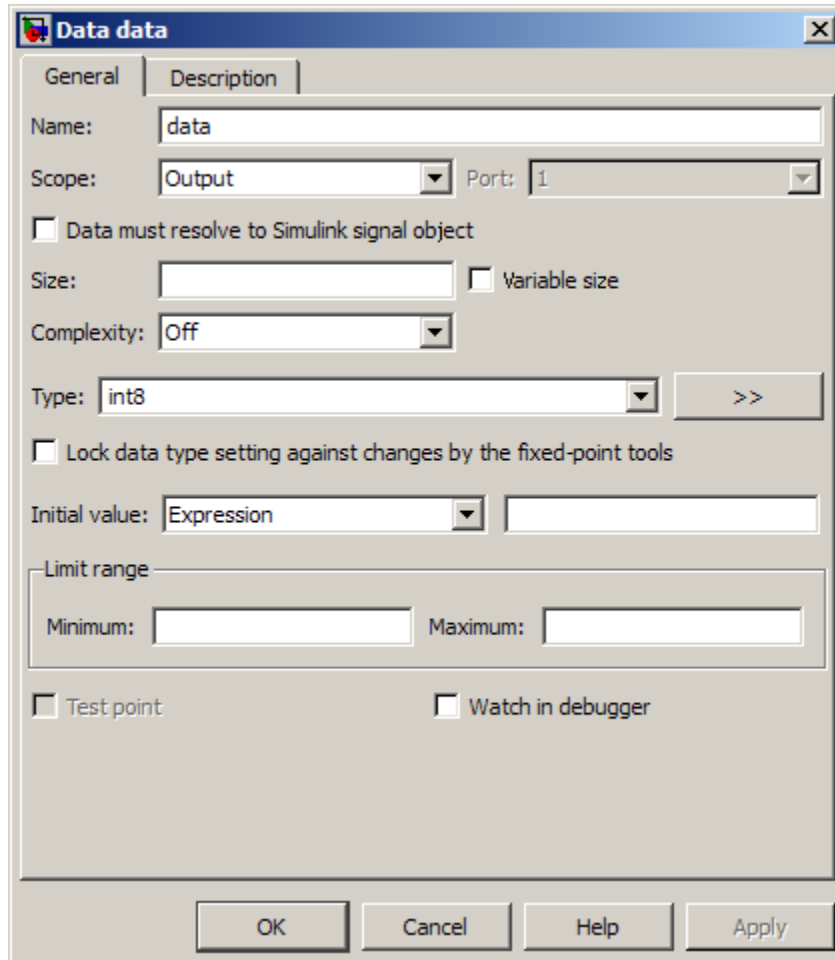 Data data
General Description
Name: data
Scope: Output Port: 1
Data must resolve to Simulink signal object
Size: Variable size
Complexity: Off
Type: int8 >>
Lock data type setting against changes by the fixed-point tools
Initial value: Expression
Limit range
Minimum: Maximum:
Test point Watch in debugger
OK Cancel Help Apply